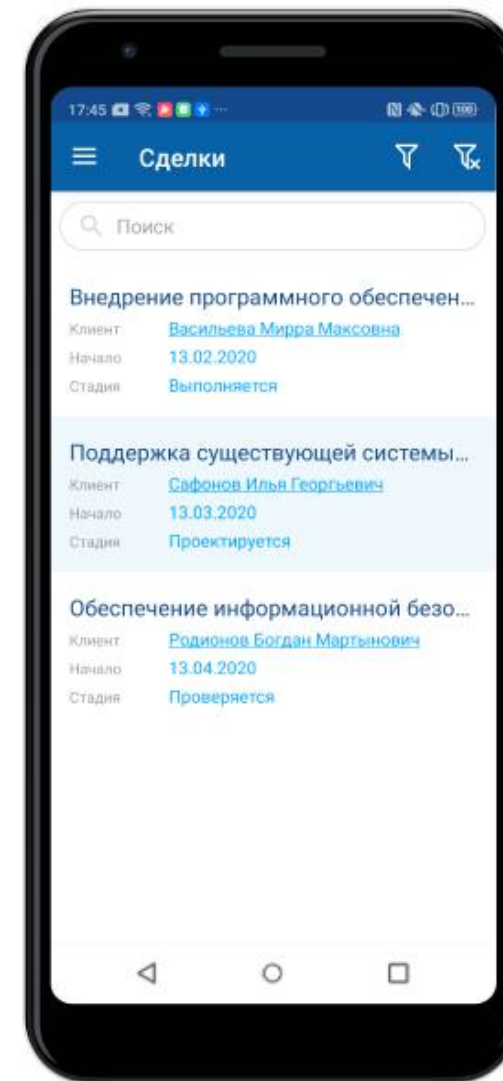 17:45 ... 100
Сделки
Поиск
Внедрение программного обеспечен...
Клиент Васильева Мирра Максовна
Начало 13.02.2020
Стадия Выполняется
Поддержка существующей системы...
Клиент Сафонов Илья Георгьевич
Начало 13.03.2020
Стадия Проектируется
Обеспечение информационной безо...
Клиент Родионов Богдан Мартынович
Начало 13.04.2020
Стадия Проверяется